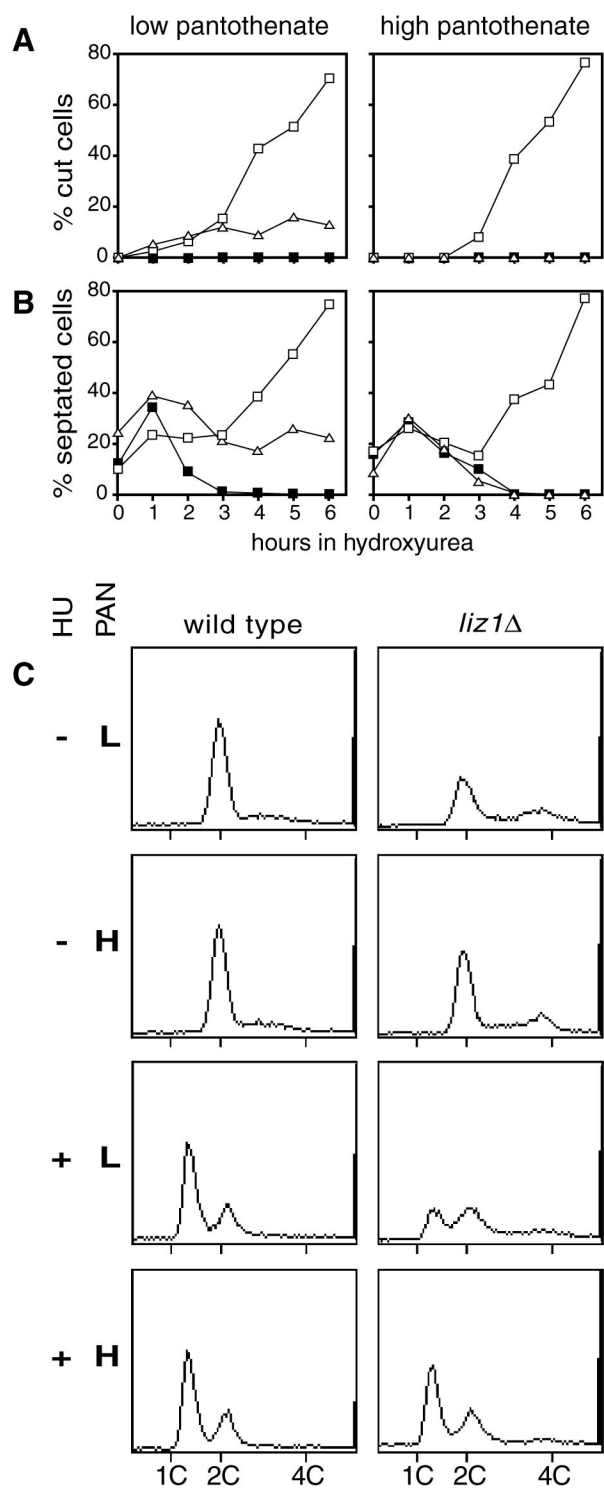 low pantothenate high pantothenate
A
% cut cells
80
60
40
20
0
B
% septated cells
80
60
40
20
0
0 1 2 3 4 5 6 0 1 2 3 4 5 6
hours in hydroxyurea
HU PAN wild type liz1Δ
C
- L
- H
+ L
+ H
1C 2C 4C 1C 2C 4C